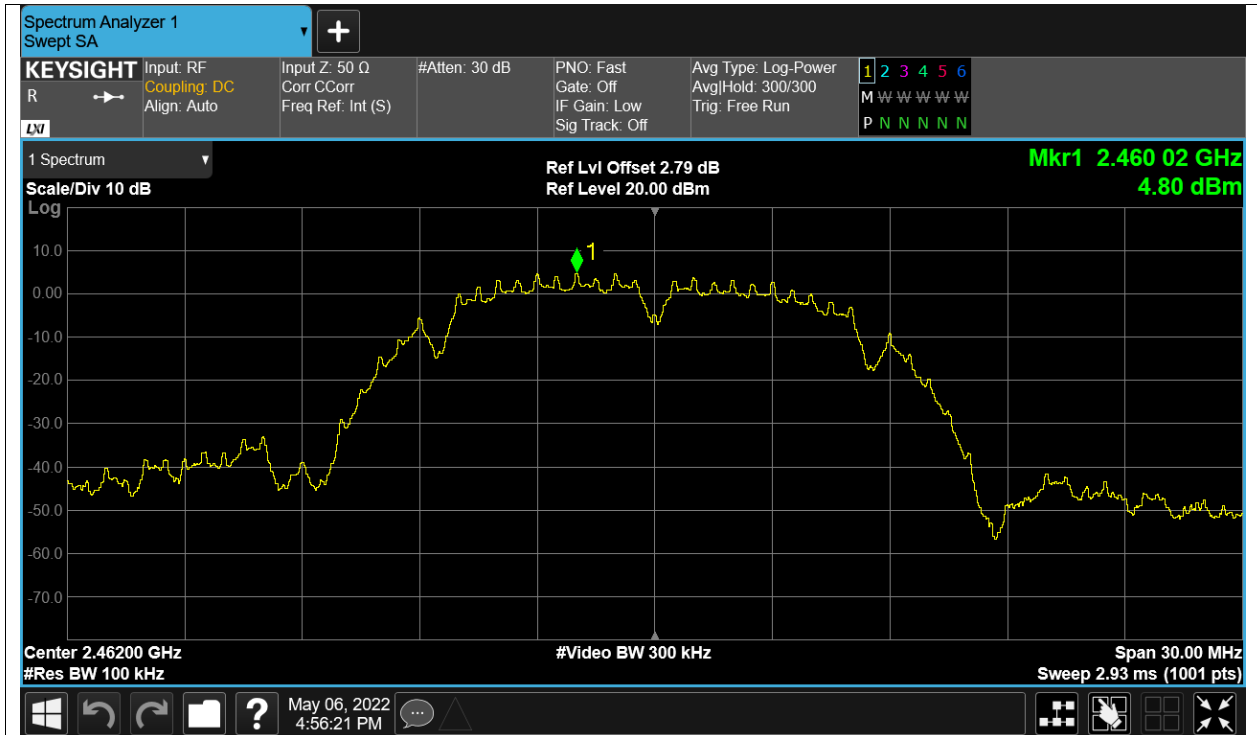 Spectrum Analyzer 1
Swept SA
KEYSIGHT
R
LXI
Input: RF
Coupling: DC
Align: Auto
Input Z: 50 Ω
Corr CCorr
Freq Ref: Int (S)
#Atten: 30 dB
PNO: Fast
Gate: Off
IF Gain: Low
Sig Track: Off
Avg Type: Log-Power
Avg|Hold: 300/300
Trig: Free Run
1 2 3 4 5 6
M W W W W W
P N N N N N N
1 Spectrum
Scale/Div 10 dB
Ref Lvl Offset 2.79 dB
Ref Level 20.00 dBm
Mkr1 2.460 02 GHz
4.80 dBm
Log
10.0
0.00
-10.0
-20.0
-30.0
-40.0
-50.0
-60.0
-70.0
1
Center 2.46200 GHz
#Res BW 100 kHz
#Video BW 300 kHz
Span 30.00 MHz
Sweep 2.93 ms (1001 pts)
?
May 06, 2022
4:56:21 PM